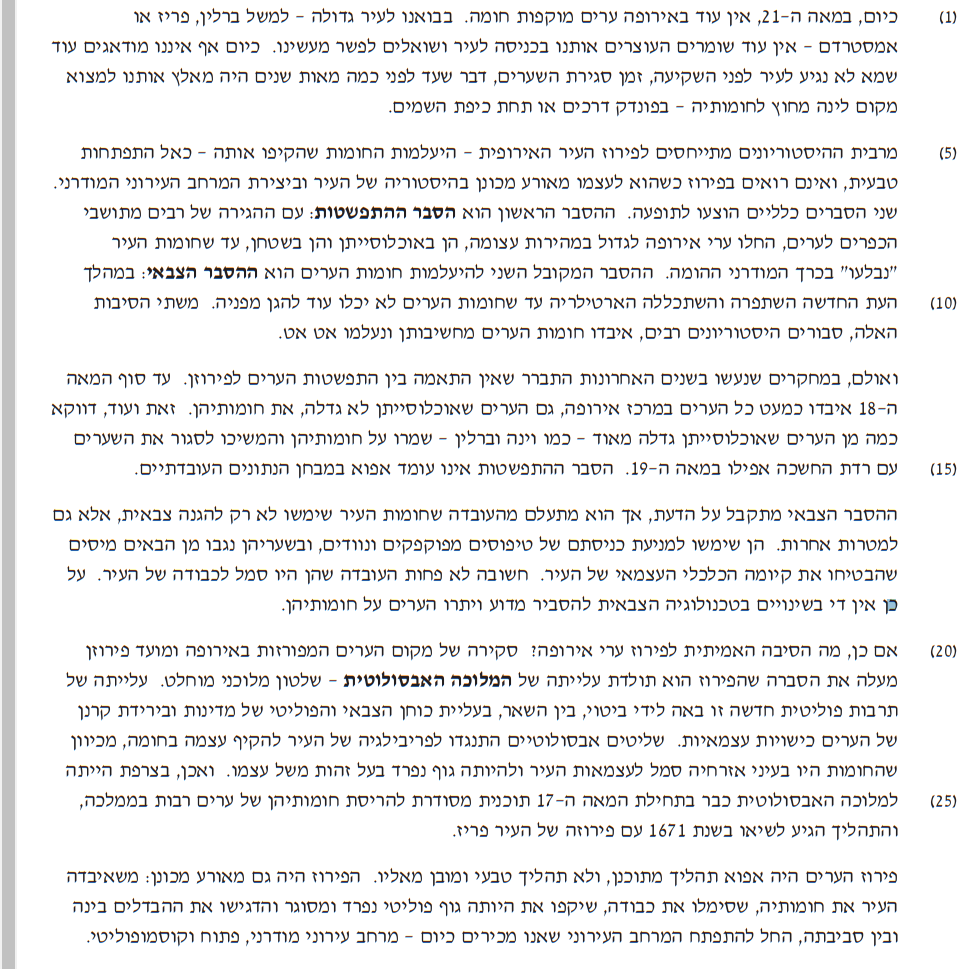 (1) כיום, במאה ה-21, אין עוד באירופה ערים מוקפות חומה. בבואנו לעיר גדולה – למשל ברלין, פריז או
אמסטרדם – אין עוד שומרים העוצרים אותנו בכניסה לעיר ושואלים לפשר מעשינו. כיום אף איננו מודאגים עוד
שמא לא נגיע לעיר לפני השקיעה, זמן סגירת השערים, דבר שעד לפני כמה מאות שנים היה מאלץ אותנו למצוא
מקום לינה מחוץ לחומותיה – בפונדק דרכים או תחת כיפת השמים.
(5) מרבית ההיסטוריונים מתייחסים לפירוז העיר האירופית – היעלמות החומות שהקיפו אותה – כאל התפתחות
טבעית, ואינם רואים בפירוז כשהוא לעצמו מאורע מכונן בהיסטוריה של העיר וביצירת המרחב העירוני המודרני.
שני הסברים כלליים הוצעו לתופעה. ההסבר הראשון הוא הסבר ההתפשטות: עם ההגירה של רבים מתושבי
הכפרים לערים, החלו ערי אירופה לגדול במהירות עצומה, הן באוכלוסייתן והן בשטחן, עד שחומות העיר
"נבלעו" בכרך המודרני ההומה. ההסבר המקובל השני להיעלמות חומות הערים הוא ההסבר הצבאי: במהלך
(10) העת החדשה השתפרה והשתכללה הארטילריה עד שחומות הערים לא יכלו עוד להגן מפניה. משתי הסיבות
האלה, סבורים היסטוריונים רבים, איבדו חומות הערים מחשיבותן ונעלמו אט אט.
ואולם, במחקרים שנעשו בשנים האחרונות התברר שאין התאמה בין התפשטות הערים לפירוזן. עד סוף המאה
ה-18 איבדו כמעט כל הערים במרכז אירופה, גם הערים שאוכלוסייתן לא גדלה, את חומותיהן. זאת ועוד, דווקא
כמה מן הערים שאוכלוסייתן גדלה מאוד – כמו וינה וברלין – שמרו על חומותיהן והמשיכו לסגור את השערים
(15) עם רדת החשכה אפילו במאה ה-19. הסבר ההתפשטות אינו עומד אפוא במבחן הנתונים העובדתיים.
ההסבר הצבאי מתקבל על הדעת, אך הוא מתעלם מהעובדה שחומות העיר שימשו לא רק להגנה צבאית, אלא גם
למטרות אחרות. הן שימשו למניעת כניסתם של טיפוסים מפוקפקים ונוודים, ובשעריהן נגבו מן הבאים מיסים
שהבטיחו את קיומה הכלכלי העצמאי של העיר. חשובה לא פחות העובדה שהן היו סמל לכבודה של העיר. על
כן אין די בשינויים בטכנולוגיה הצבאית להסביר מדוע ויתרו הערים על חומותיהן.
(20) אם כן, מה הסיבה האמיתית לפירוז ערי אירופה? סקירה של מקום הערים המפורזות באירופה ומועד פירוזן
מעלה את הסברה שהפירוז הוא תולדת עלייתה של המלוכה האבסולוטית – שלטון מלוכני מוחלט. עלייתה של
תרבות פוליטית חדשה זו באה לידי ביטוי, בין השאר, בעליית כוחן הצבאי והפוליטי של מדינות ובירידת קרנן
של הערים כישויות עצמאיות. שליטים אבסולוטיים התנגדו לפריבילגיה של העיר להקיף עצמה בחומה, מכיוון
שהחומות היו בעיני אזרחיה סמל לעצמאות העיר ולהיותה גוף נפרד בעל זהות משל עצמו. ואכן, בצרפת הייתה
(25) למלוכה האבסולוטית כבר בתחילת המאה ה-17 תוכנית מסודרת להריסת חומותיהן של ערים רבות בממלכה,
והתהליך הגיע לשיאו בשנת 1671 עם פירוזה של העיר פריז.
פירוז הערים היה אפוא תהליך מתוכנן, ולא תהליך טבעי ומובן מאליו. הפירוז היה גם מאורע מכונן: משאיבדה
העיר את חומותיה, שסימלו את כבודה, שיקפו את היותה גוף פוליטי נפרד ומסוגר והדגישו את ההבדלים בינה
ובין סביבתה, החל להתפתח המרחב העירוני שאנו מכירים כיום – מרחב עירוני מודרני, פתוח וקוסמופוליטי.